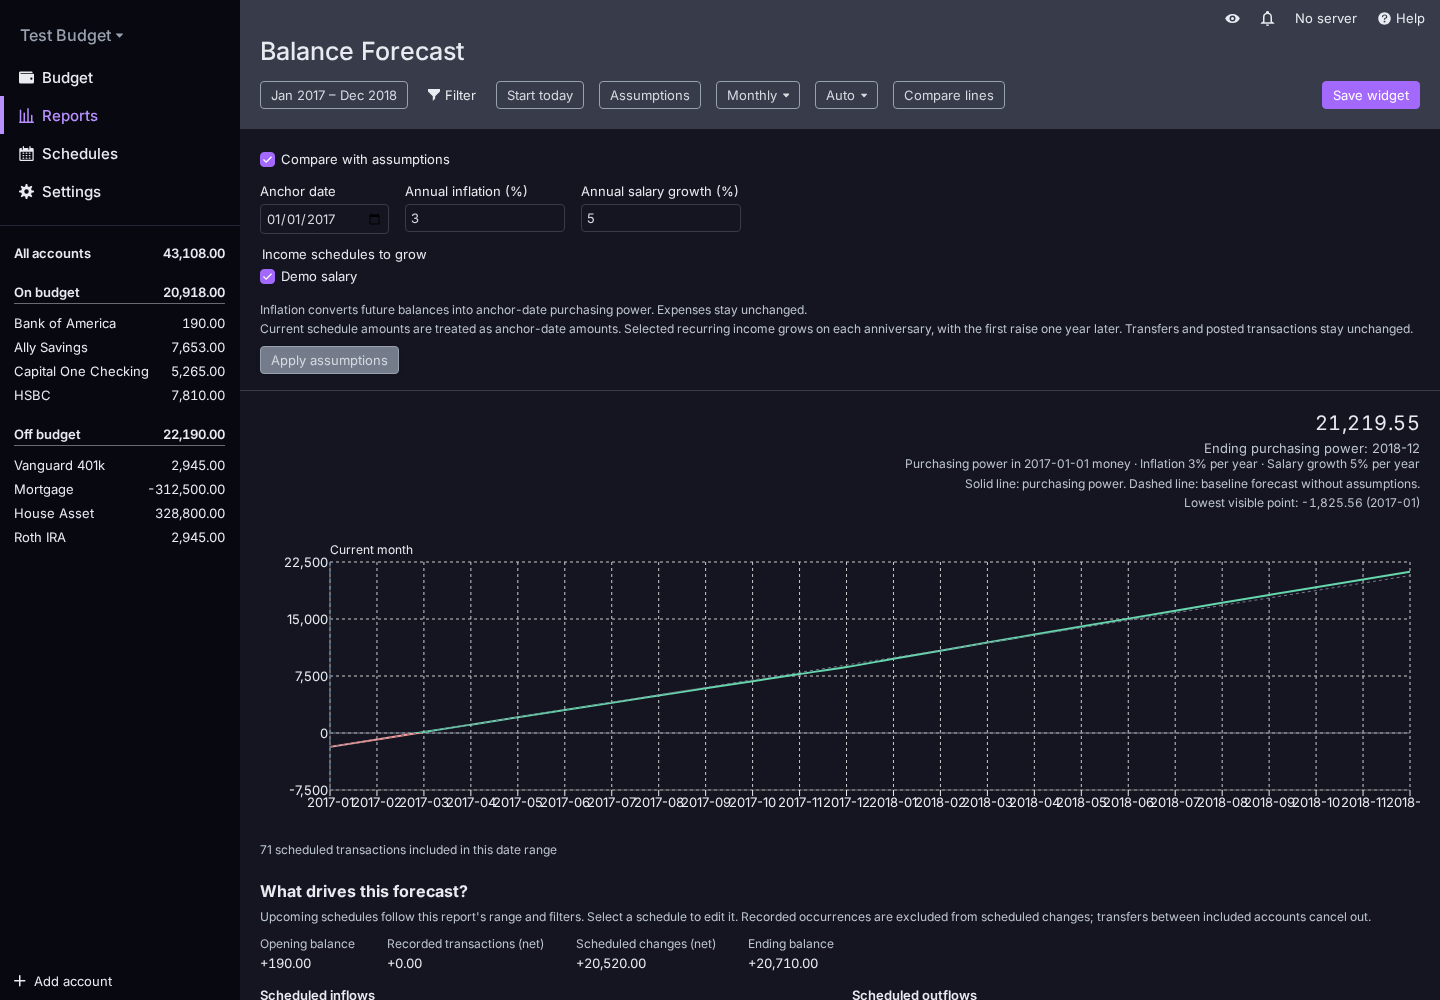 No server
Help
Test Budget
Balance Forecast
Budget
Reports
Schedules
Settings
Jan 2017 – Dec 2018
Filter
Start today
Assumptions
Monthly
Auto
Compare lines
Save widget
All accounts 43,108.00
On budget 20,918.00
Bank of America 190.00
Ally Savings 7,653.00
Capital One Checking 5,265.00
HSBC 7,810.00
Off budget 22,190.00
Vanguard 401k 2,945.00
Mortgage -312,500.00
House Asset 328,800.00
Roth IRA 2,945.00
Add account
Compare with assumptions
Anchor date Annual inflation (%) Annual salary growth (%)
01/01/2017 3 5
Income schedules to grow
Demo salary
Inflation converts future balances into anchor-date purchasing power. Expenses stay unchanged.
Current schedule amounts are treated as anchor-date amounts. Selected recurring income grows on each anniversary, with the first raise one year later. Transfers and posted transactions stay unchanged.
Apply assumptions
21,219.55
Ending purchasing power: 2018-12
Purchasing power in 2017-01-01 money · Inflation 3% per year · Salary growth 5% per year
Solid line: purchasing power. Dashed line: baseline forecast without assumptions.
Lowest visible point: -1,825.56 (2017-01)
Current month
22,500
15,000
7,500
0
-7,500
2017-01 2017-02 2017-03 2017-04 2017-05 2017-06 2017-07 2017-08 2017-09 2017-10 2017-11 2017-12 2018-01 2018-02 2018-03 2018-04 2018-05 2018-06 2018-07 2018-08 2018-09 2018-10 2018-11 2018-
71 scheduled transactions included in this date range
What drives this forecast?
Upcoming schedules follow this report's range and filters. Select a schedule to edit it. Recorded occurrences are excluded from scheduled changes; transfers between included accounts cancel out.
Opening balance Recorded transactions (net) Scheduled changes (net) Ending balance
+190.00 +0.00 +20,520.00 +20,710.00
Scheduled inflows Scheduled outflows